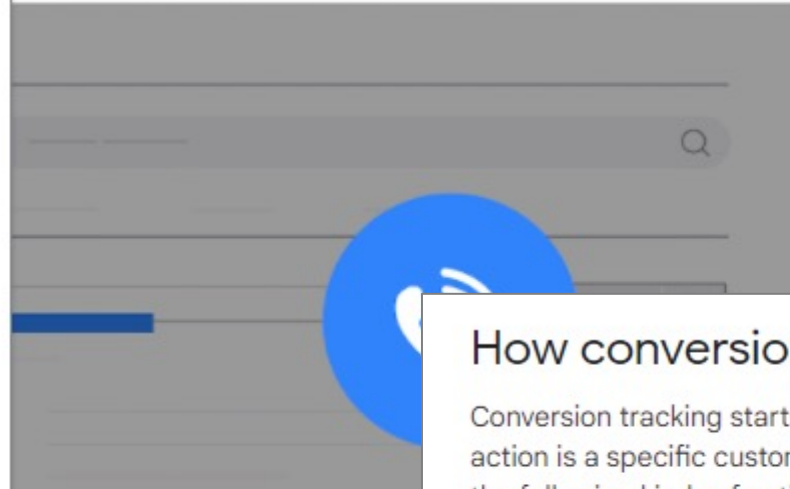 How conversio
Conversion tracking start
action is a specific custor